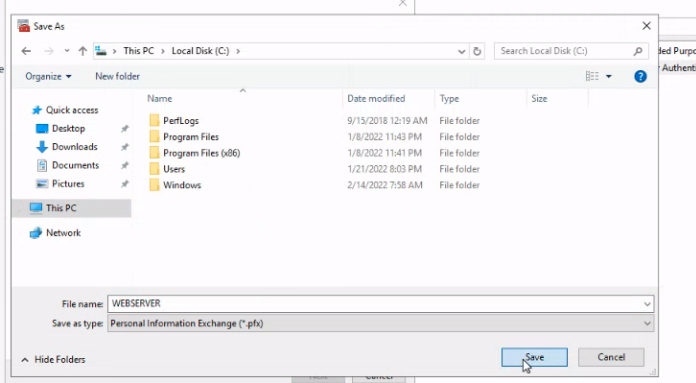 Save As
This PC > Local Disk (C:) >
Search Local Disk (C:)
ded Purpo
Organize
New folder
Authenti
Name Date modified Type Size
Quick access
Desktop
Downloads
Documents
Pictures
This PC
Network
PerfLogs 9/15/2018 12:19 AM File folder
Program Files 1/8/2022 11:43 PM File folder
Program Files (x86) 1/8/2022 11:41 PM File folder
Users 1/21/2022 8:03 PM File folder
Windows 2/14/2022 7:58 AM File folder
File name: WEBSERVER
Save as type: Personal Information Exchange (*.pfx)
Hide Folders
Save
Cancel
Next
Cancel